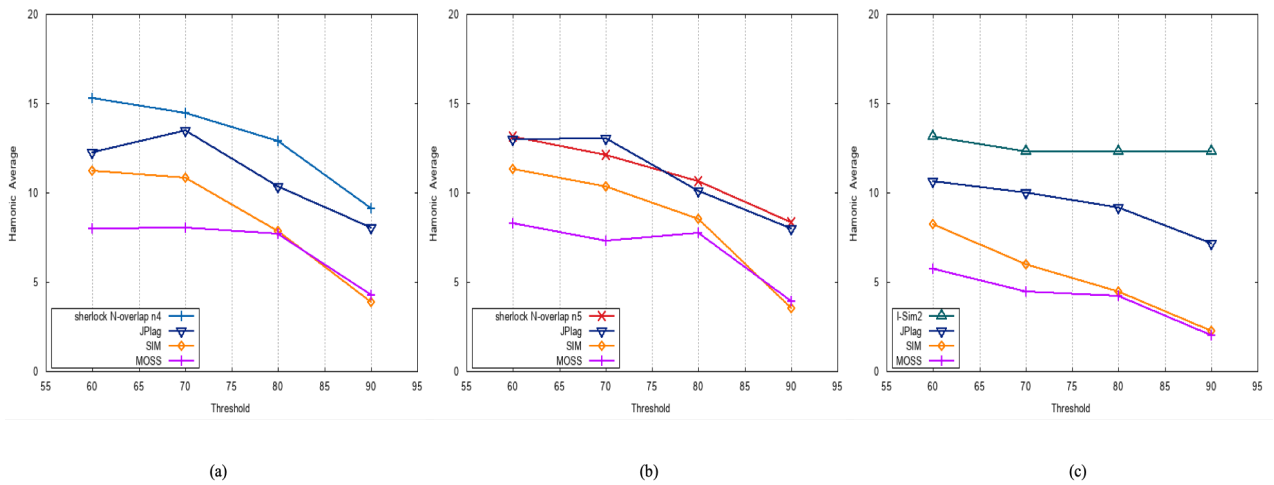 20
15
10
5
0
Harmonic Average
sherlock N-overlap n4
JPlag
SIM
MOSS
55 60 65 70 75 80 85 90 95
Threshold
(a)
20
15
10
5
0
Harmonic Average
sherlock N-overlap n5
JPlag
SIM
MOSS
55 60 65 70 75 80 85 90 95
Threshold
(b)
20
15
10
5
0
Harmonic Average
I-Sim2
JPlag
SIM
MOSS
55 60 65 70 75 80 85 90 95
Threshold
(c)